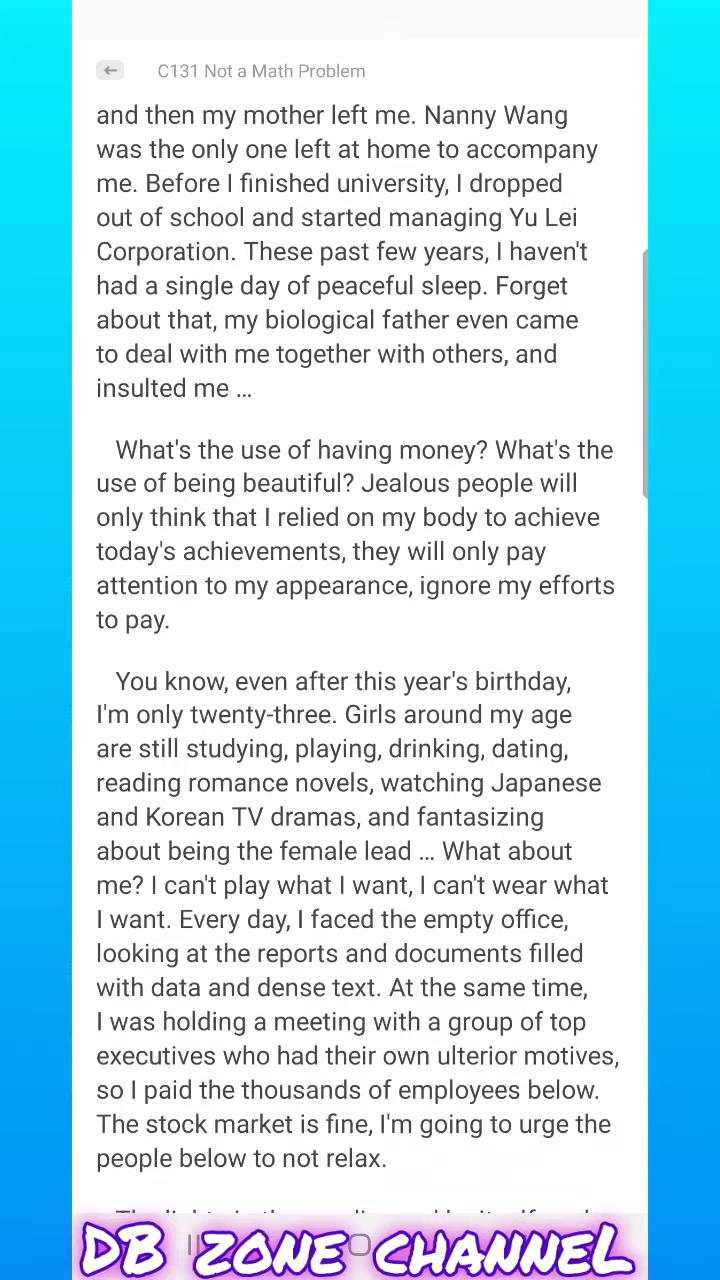 C131 Not a Math Problem
and then my mother left me. Nanny Wang
was the only one left at home to accompany
me. Before I finished university, I dropped
out of school and started managing Yu Lei
Corporation. These past few years, I haven't
had a single day of peaceful sleep. Forget
about that, my biological father even came
to deal with me together with others, and
insulted me ...
What's the use of having money? What's the
use of being beautiful? Jealous people will
only think that I relied on my body to achieve
today's achievements, they will only pay
attention to my appearance, ignore my efforts
to pay.
You know, even after this year's birthday,
I'm only twenty-three. Girls around my age
are still studying, playing, drinking, dating,
reading romance novels, watching Japanese
and Korean TV dramas, and fantasizing
about being the female lead ... What about
me? I can't play what I want, I can't wear what
I want. Every day, I faced the empty office,
looking at the reports and documents filled
with data and dense text. At the same time,
I was holding a meeting with a group of top
executives who had their own ulterior motives,
so I paid the thousands of employees below.
The stock market is fine, I'm going to urge the
people below to not relax.
DB ZONE CHANNEL